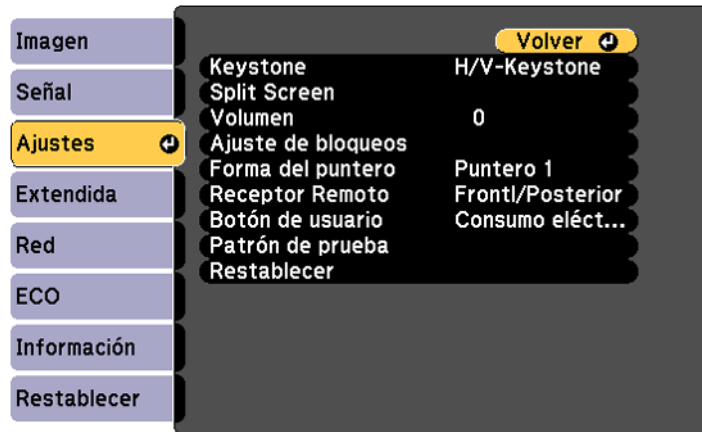 Imagen
Señal
Ajustes
Extendida
Red
ECO
Información
Restablecer
Volver
Keystone H/V-Keystone
Split Screen
Volumen 0
Ajuste de bloqueos
Forma del puntero Puntero 1
Receptor Remoto Frontl/Posterior
Botón de usuario Consumo eléct...
Patrón de prueba
Restablecer